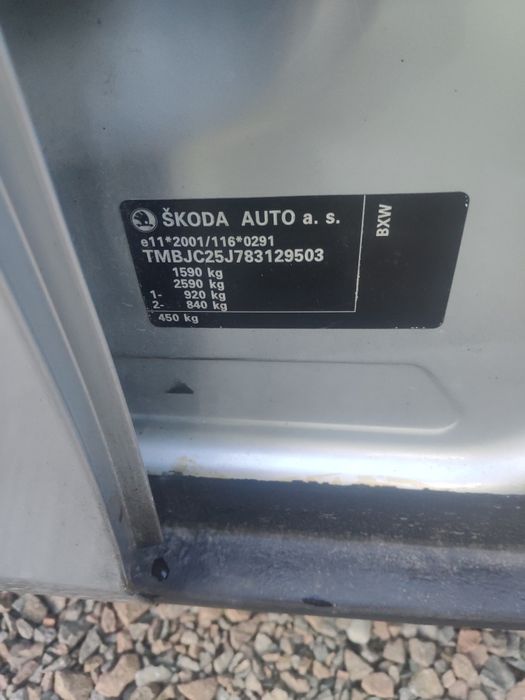 ŠKODA AUTO a. s.
e11*2001/116*0291
TMBJC25J783129503
1590 kg
2590 kg
1- 920 kg
2- 840 kg
450 kg
BXW